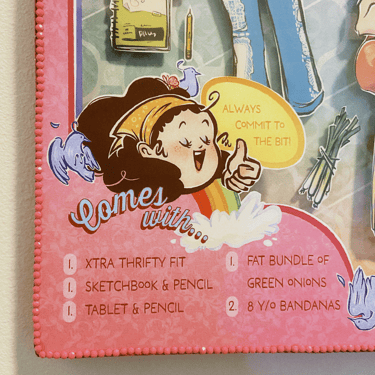 ALWAYS
COMMIT TO
THE BIT!
Comes
with...
1. XTRA THRIFTY FIT
1. SKETCHBOOK & PENCIL
1. TABLET & PENCIL
1. FAT BUNDLE OF
GREEN ONIONS
2. 8 Y/O BANDANAS